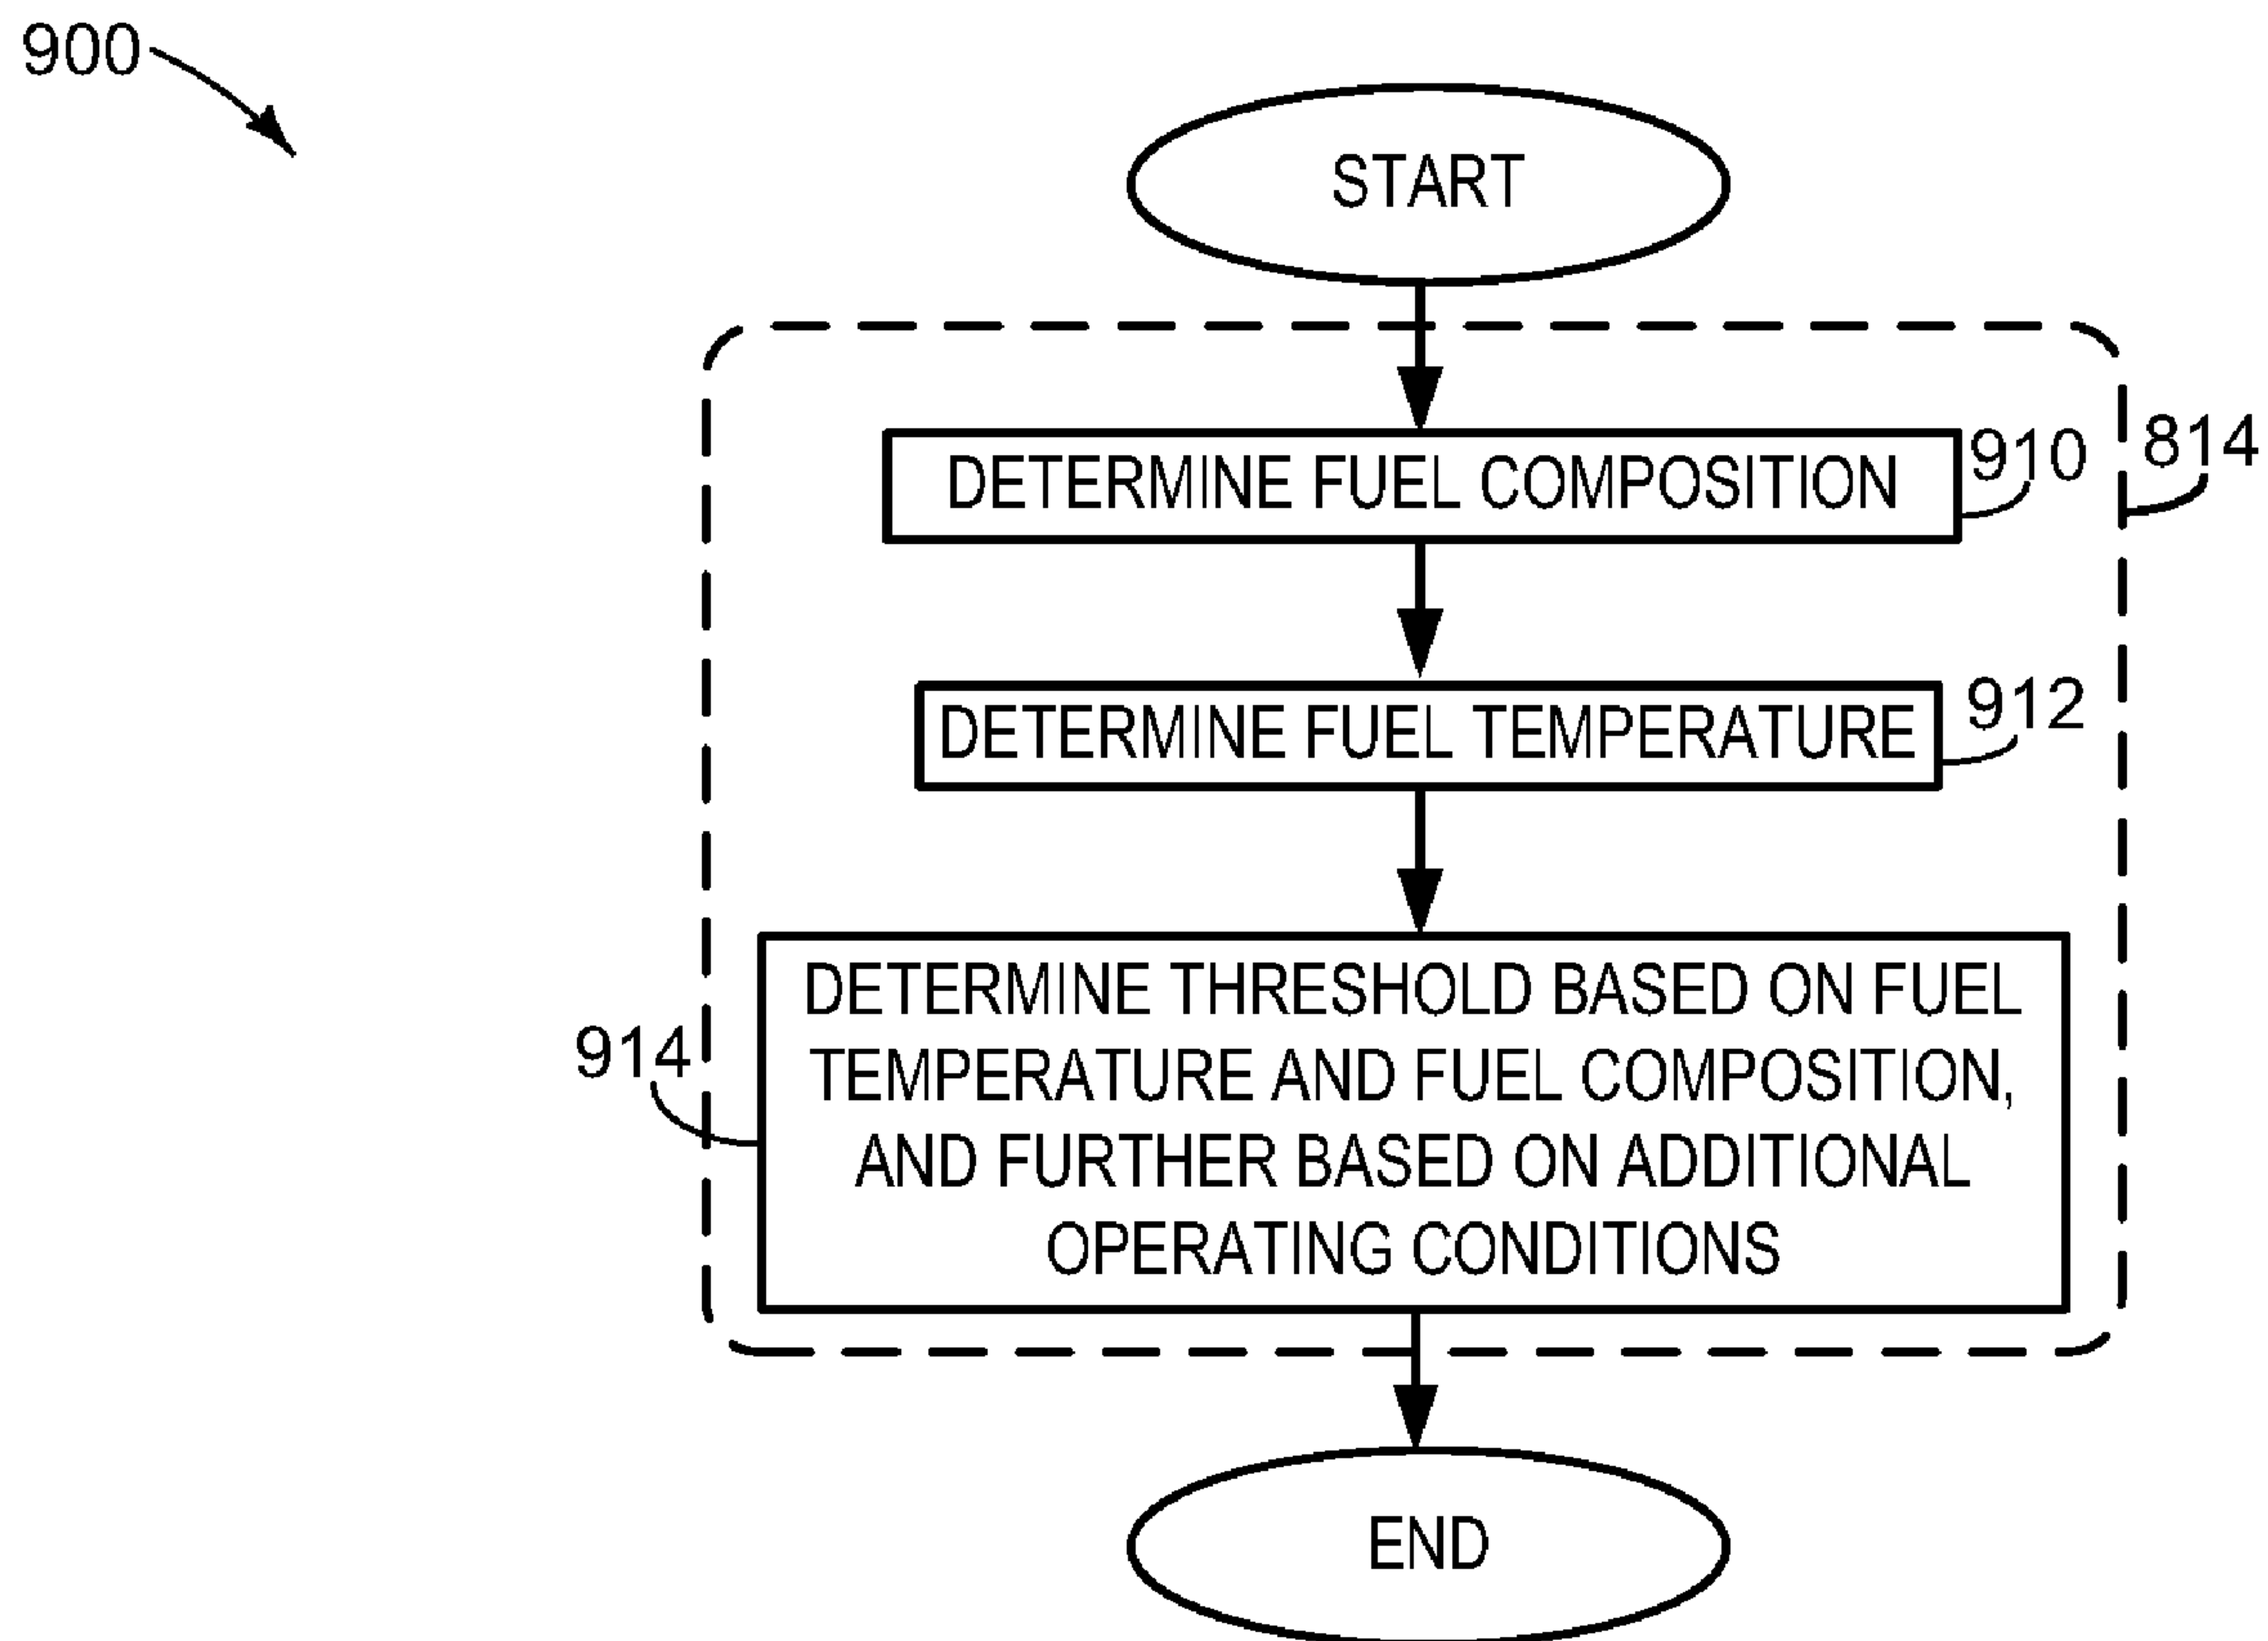 900
START
DETERMINE FUEL COMPOSITION
910
814
DETERMINE FUEL TEMPERATURE
912
DETERMINE THRESHOLD BASED ON FUEL
TEMPERATURE AND FUEL COMPOSITION,
AND FURTHER BASED ON ADDITIONAL
OPERATING CONDITIONS
914
END